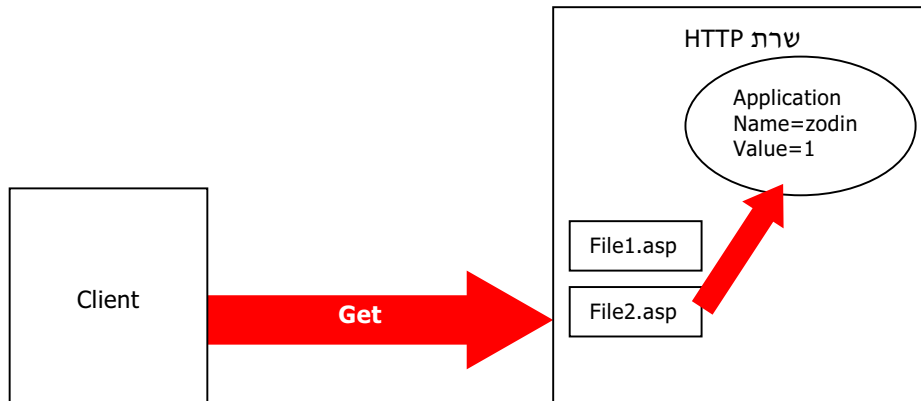 שרת HTTP
Application
Name=zodin
Value=1
File1.asp
File2.asp
Client
Get